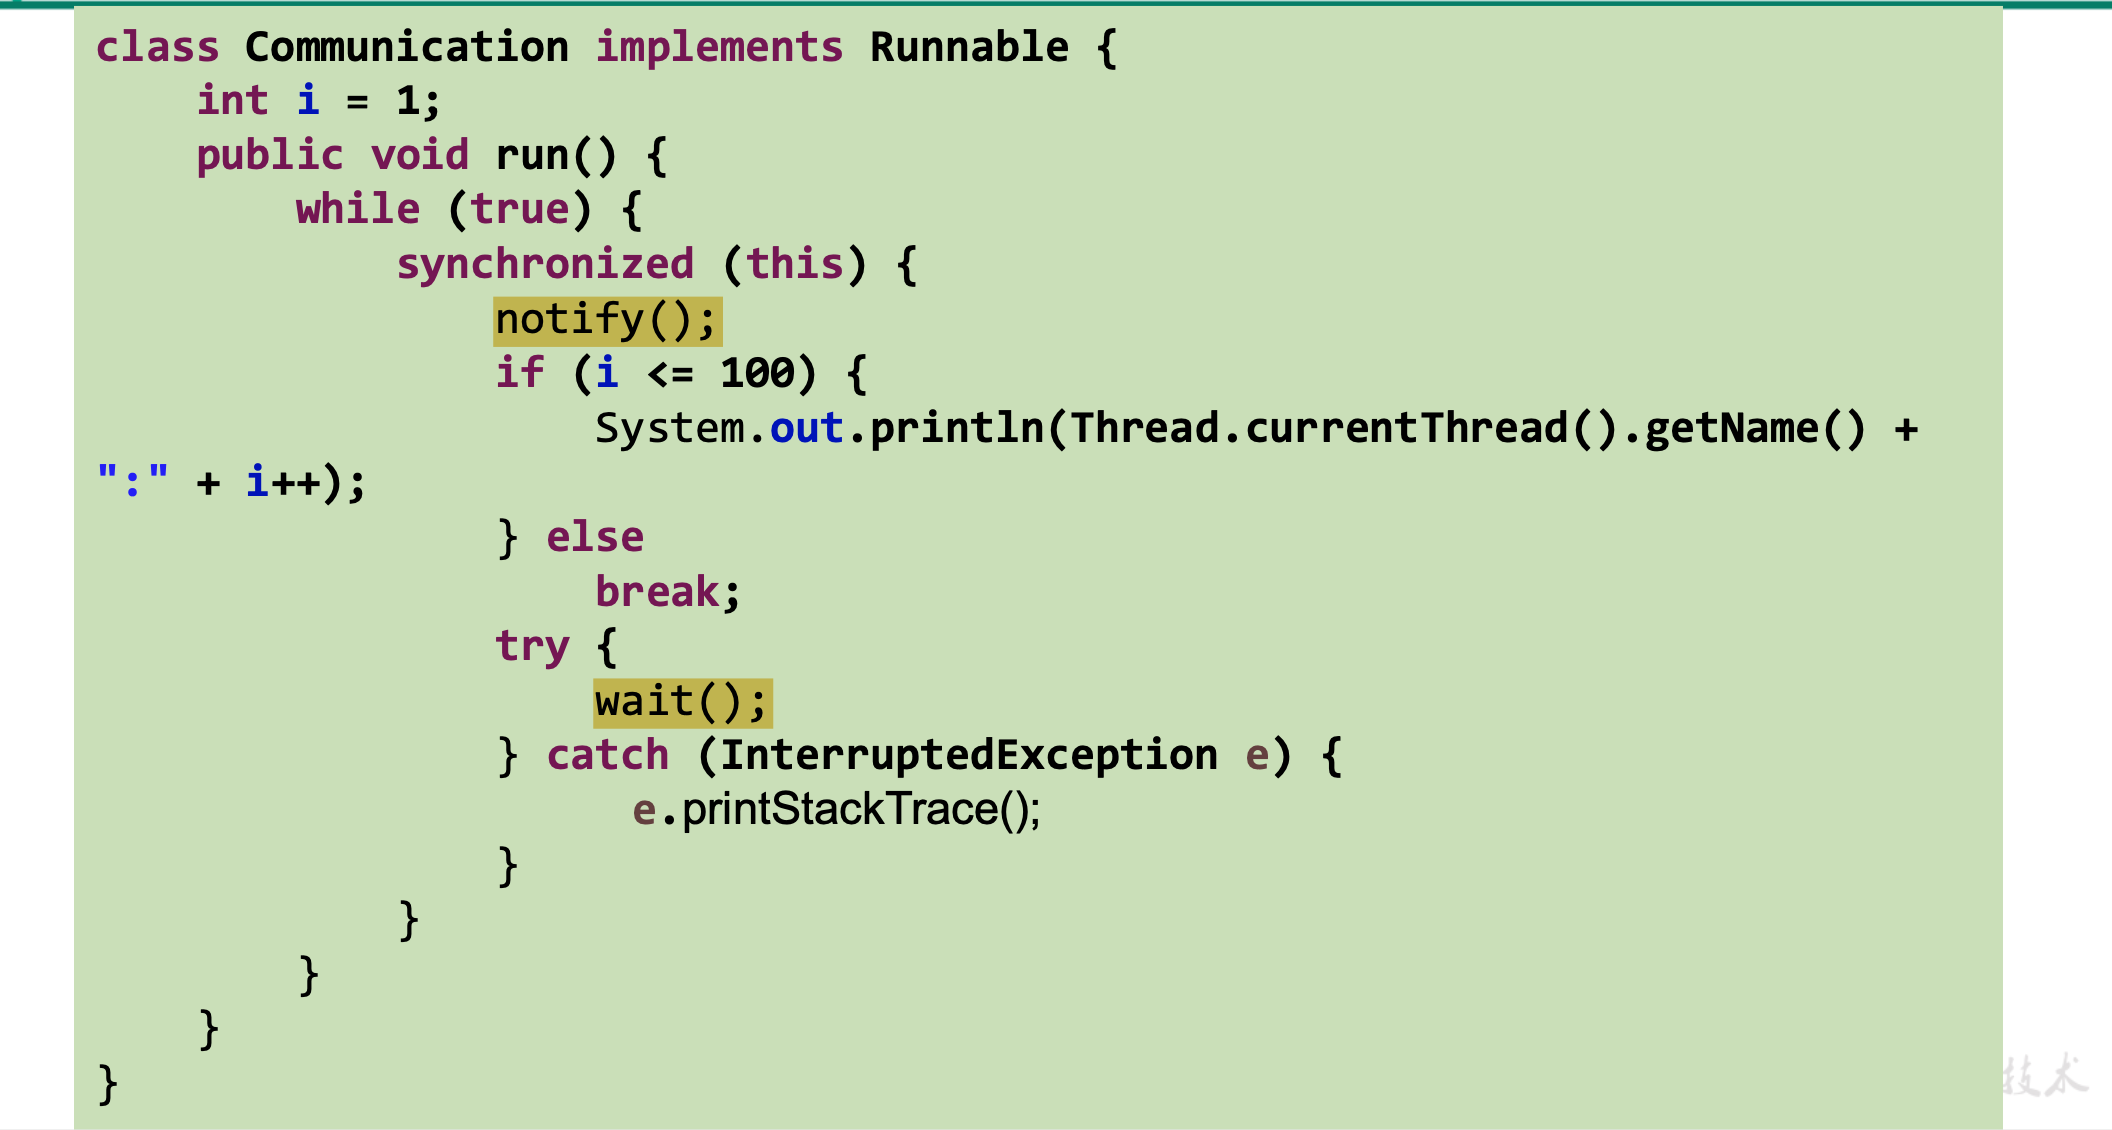 class Communication implements Runnable {
    int i = 1;
    public void run() {
        while (true) {
            synchronized (this) {
                notify();
                if (i <= 100) {
                    System.out.println(Thread.currentThread().getName() +
":" + i++);
                } else
                    break;
                try {
                    wait();
                } catch (InterruptedException e) {
                    e.printStackTrace();
                }
            }
        }
    }
}
技术